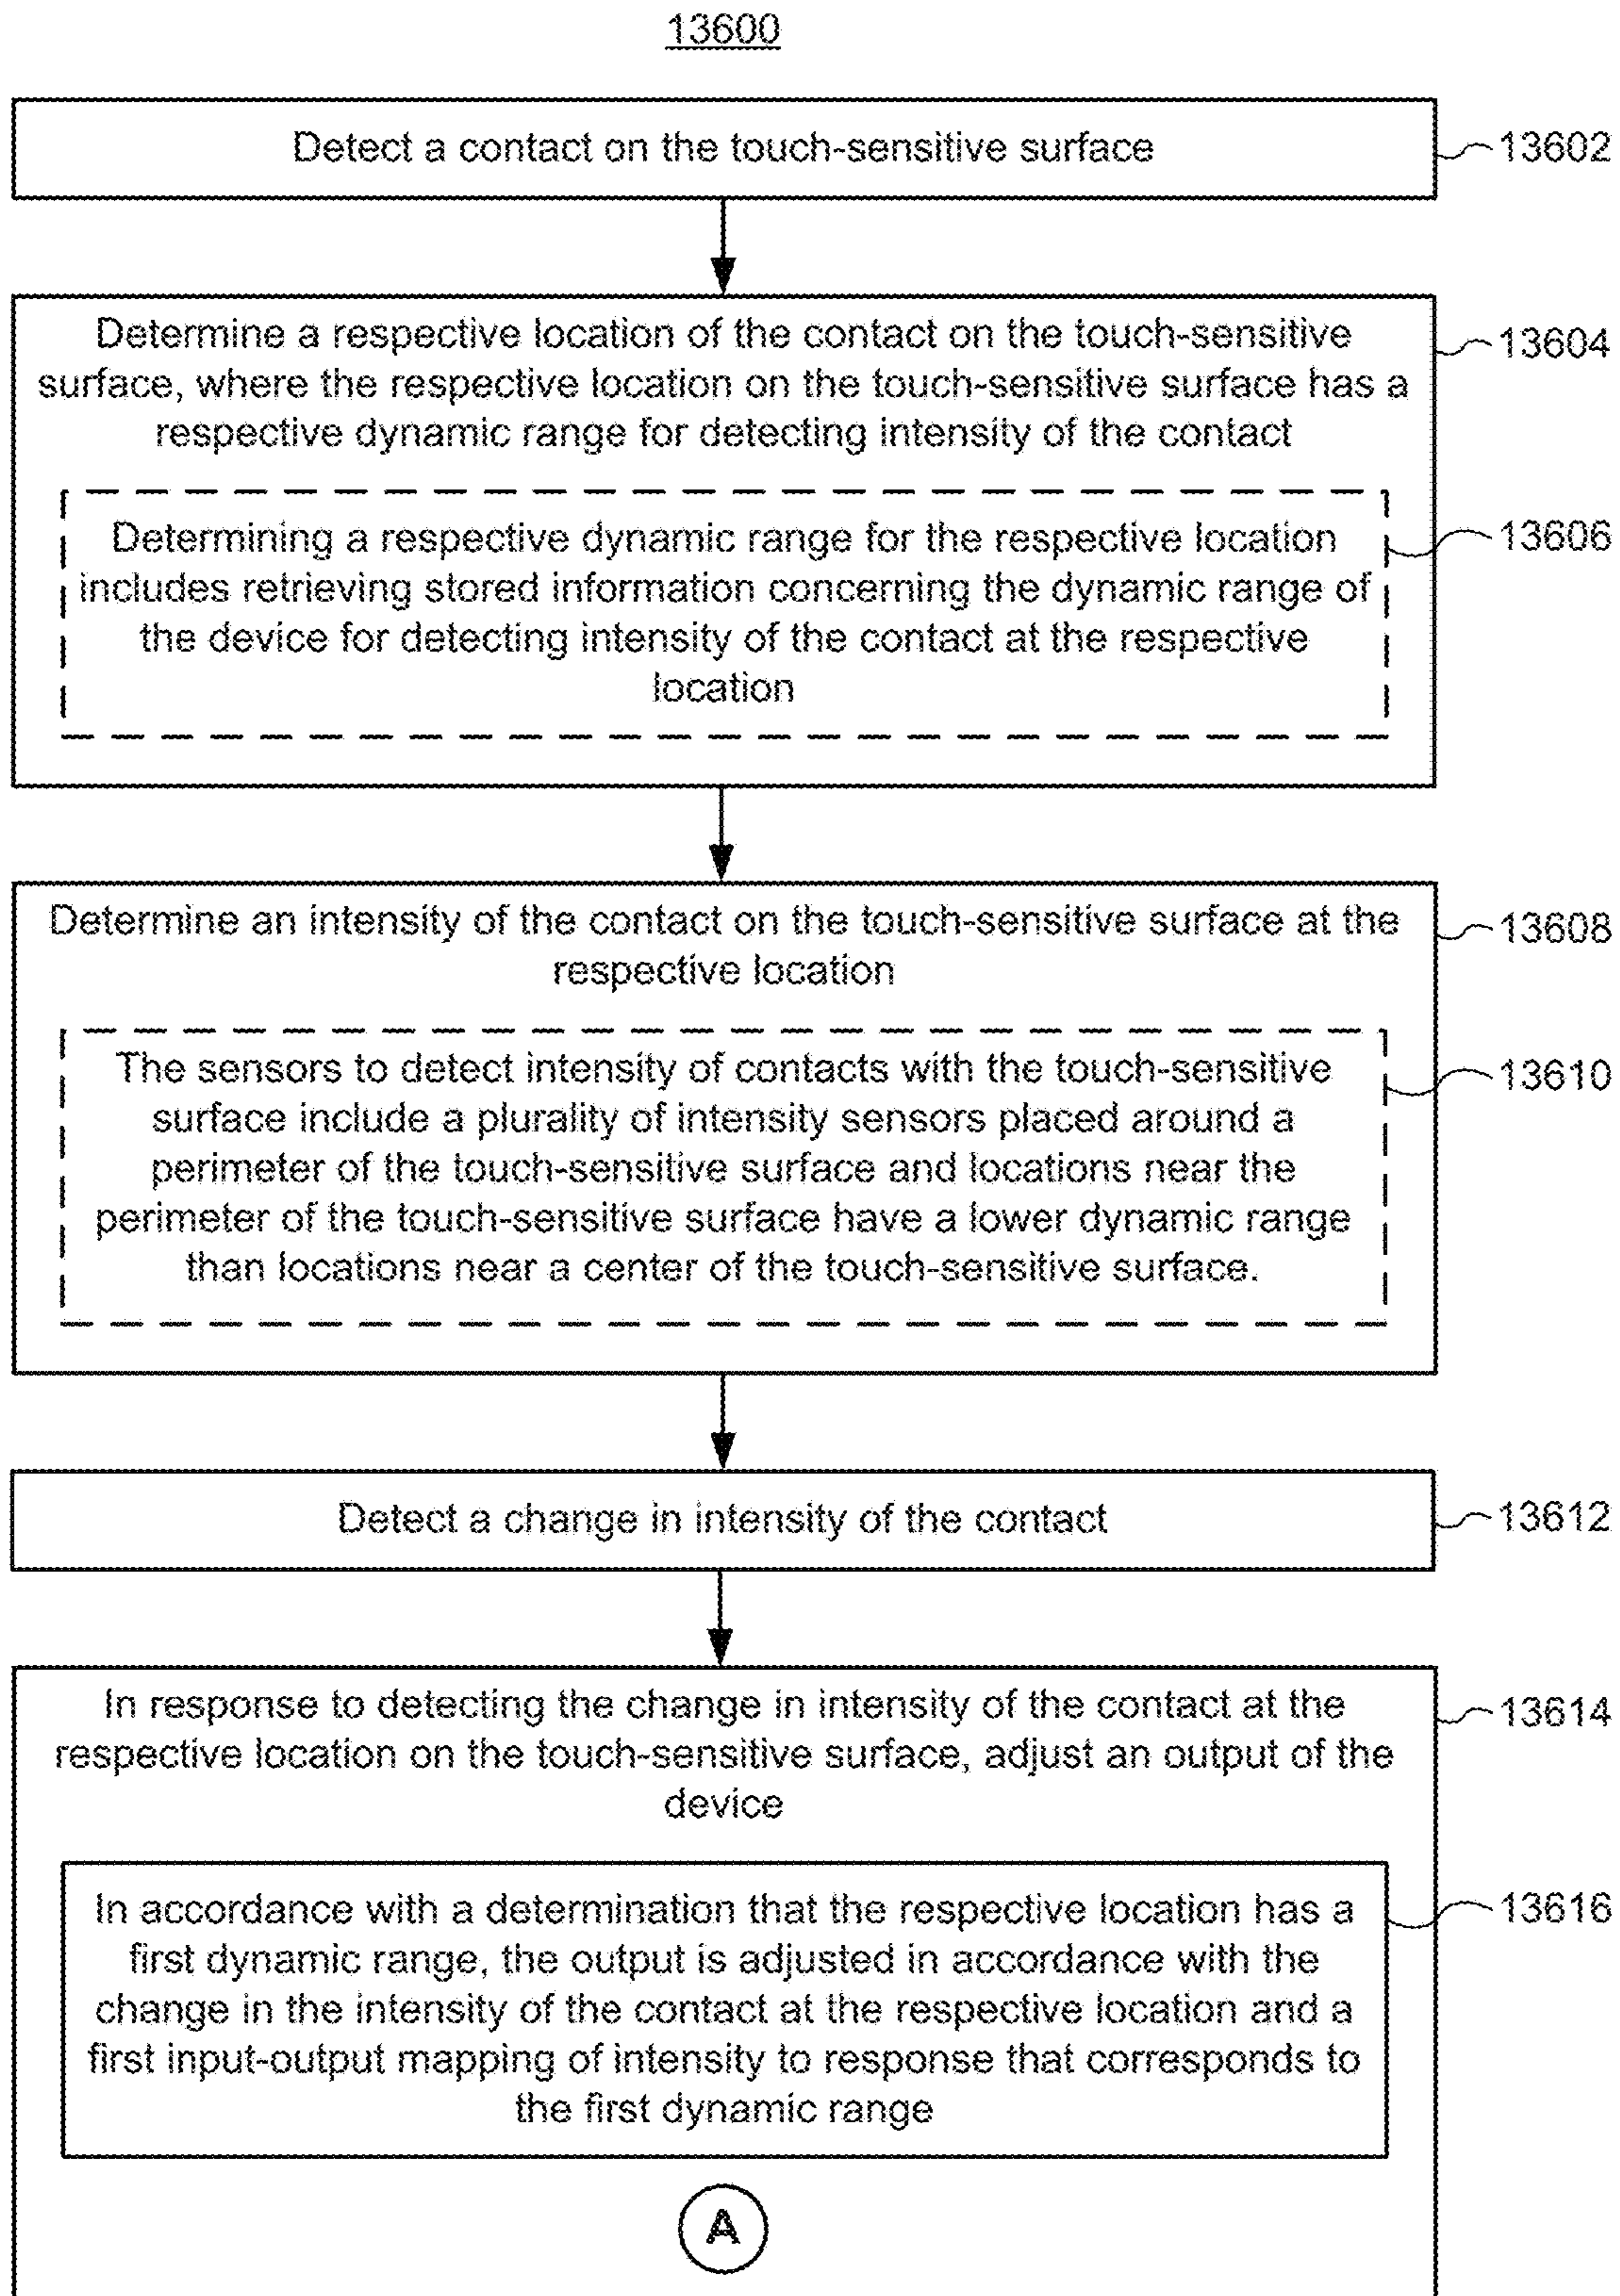 13600
Detect a contact on the touch-sensitive surface
13602
Determine a respective location of the contact on the touch-sensitive
surface, where the respective location on the touch-sensitive surface has a
respective dynamic range for detecting intensity of the contact
13604
Determining a respective dynamic range for the respective location
includes retrieving stored information concerning the dynamic range of
the device for detecting intensity of the contact at the respective
location
13606
Determine an intensity of the contact on the touch-sensitive surface at the
respective location
13608
The sensors to detect intensity of contacts with the touch-sensitive
surface include a plurality of intensity sensors placed around a
perimeter of the touch-sensitive surface and locations near the
perimeter of the touch-sensitive surface have a lower dynamic range
than locations near a center of the touch-sensitive surface.
13610
Detect a change in intensity of the contact
13612
In response to detecting the change in intensity of the contact at the
respective location on the touch-sensitive surface, adjust an output of the
device
13614
In accordance with a determination that the respective location has a
first dynamic range, the output is adjusted in accordance with the
change in the intensity of the contact at the respective location and a
first input-output mapping of intensity to response that corresponds to
the first dynamic range
13616
A